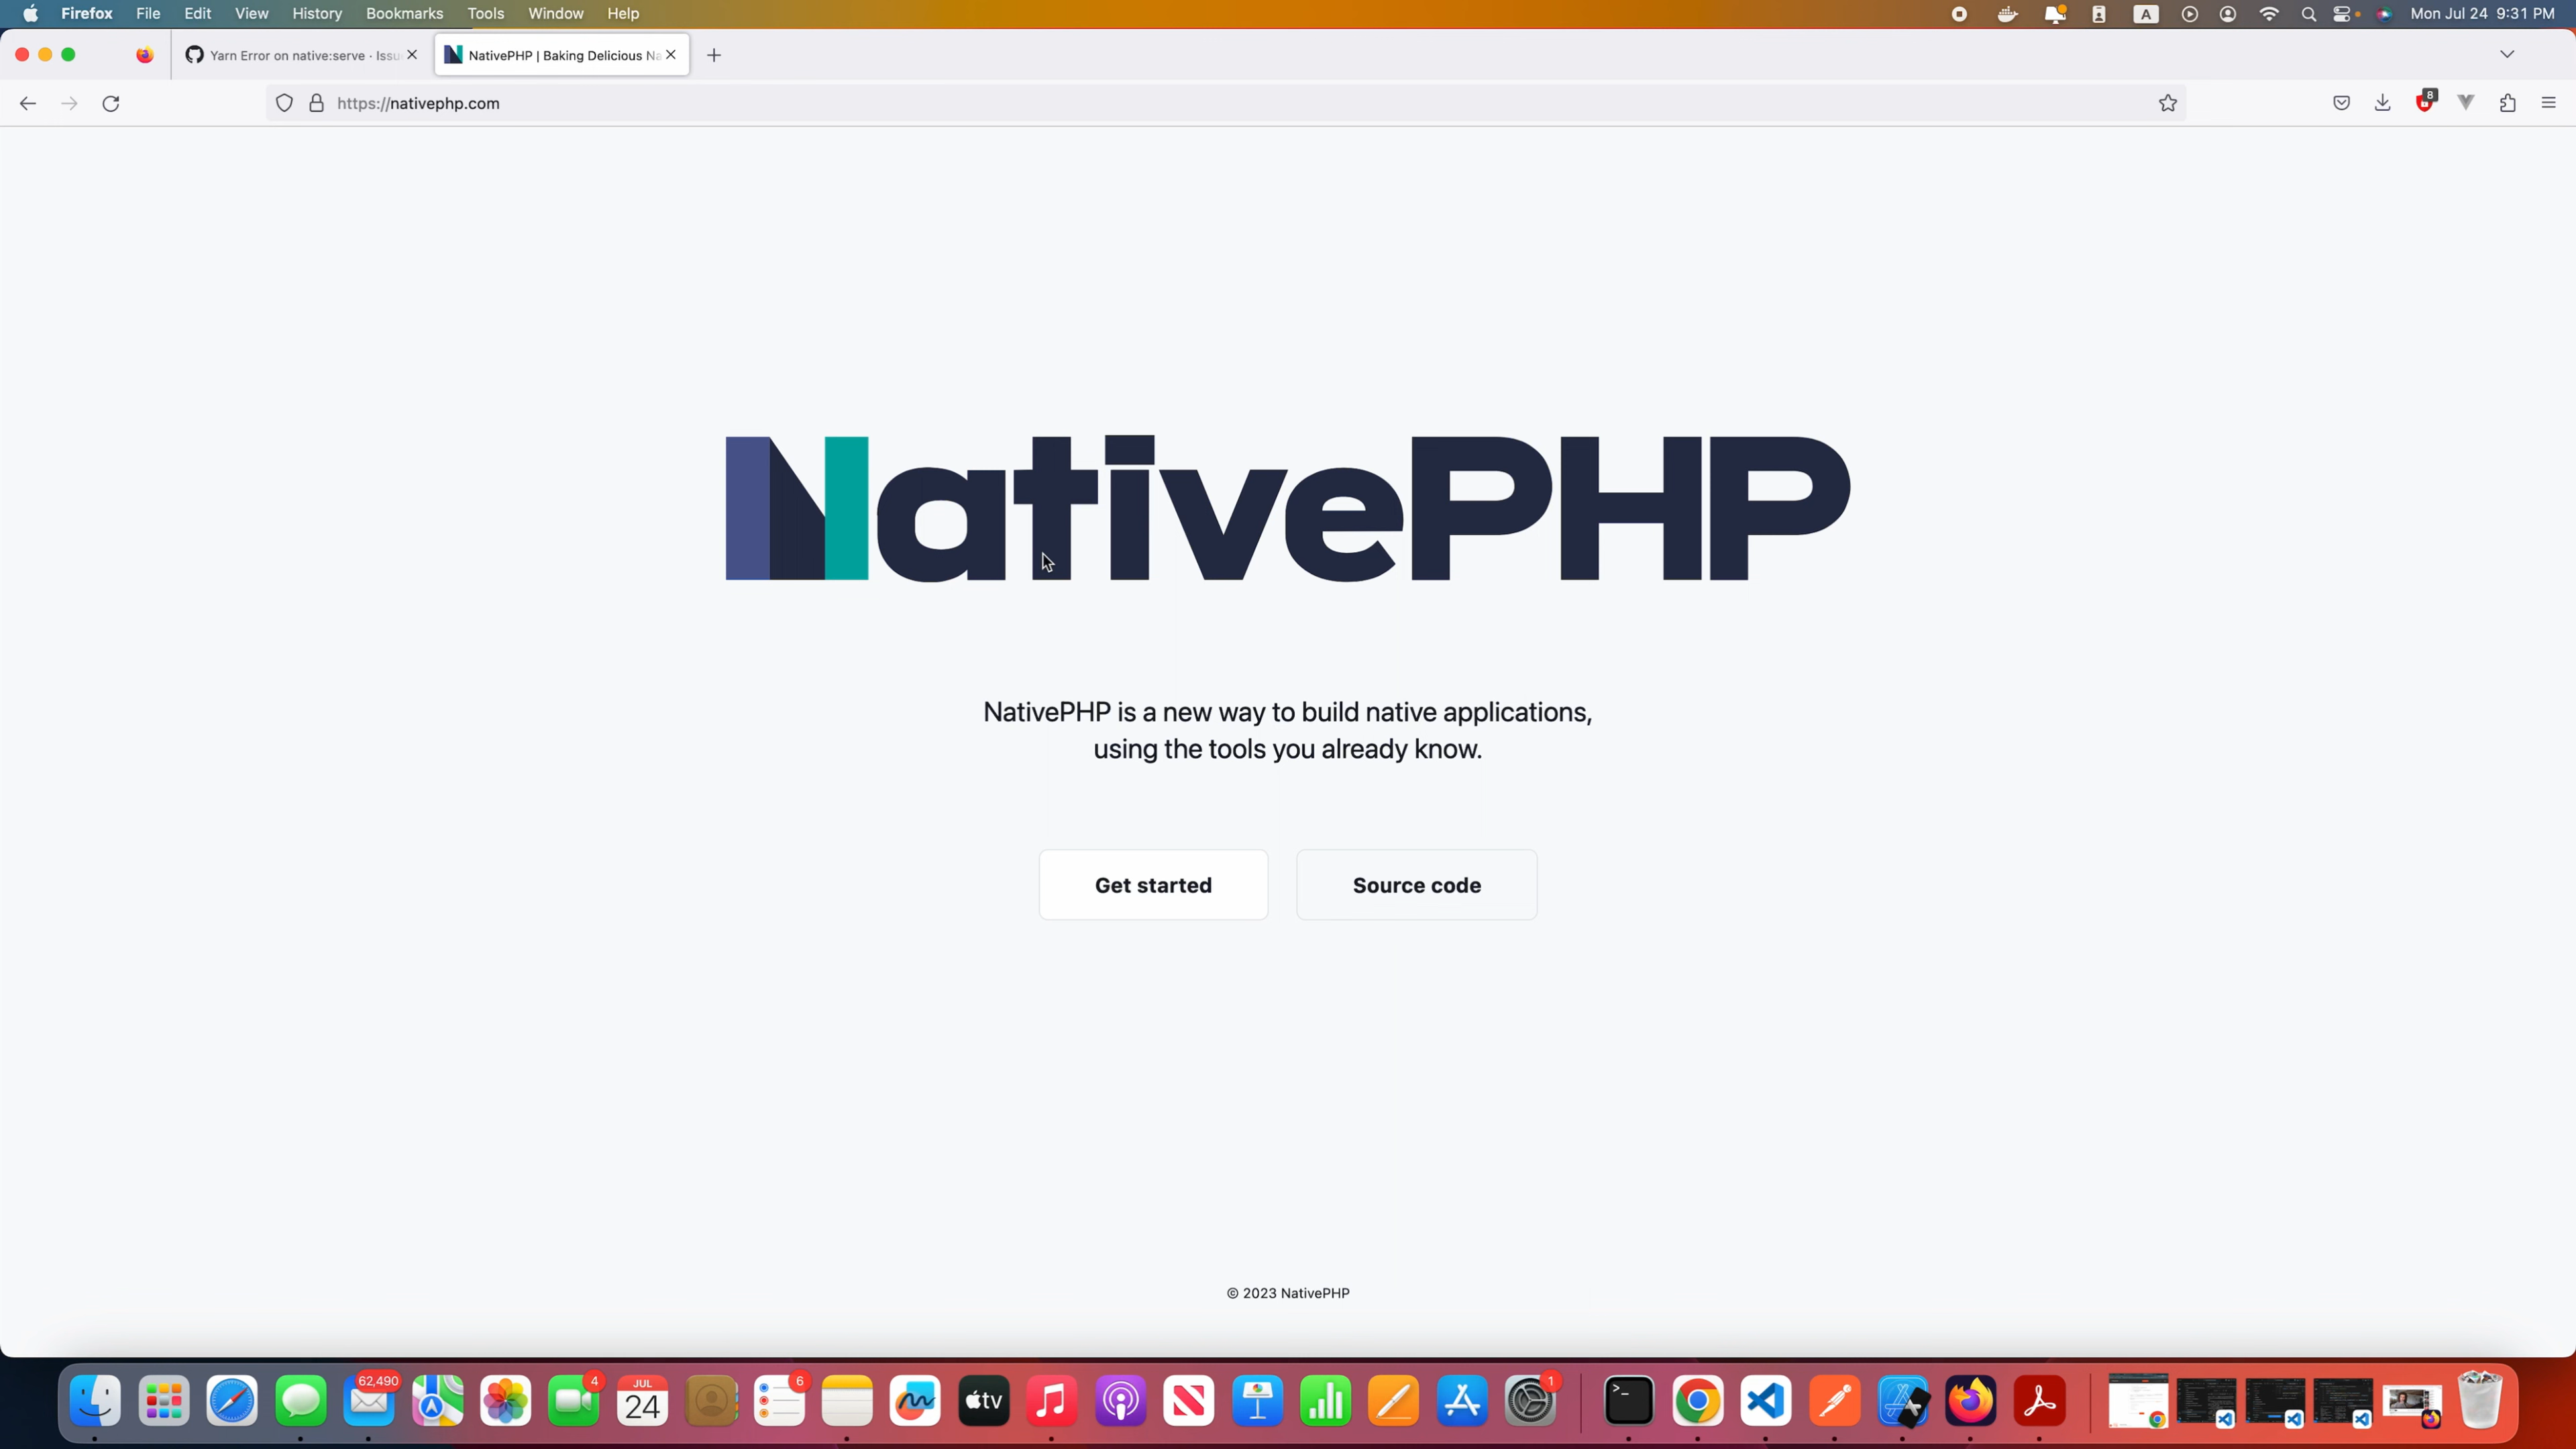 Firefox File Edit View History Bookmarks Tools Window Help
A
Mon Jul 24 9:31 PM
Yarn Error on native:serve · Issu
NativePHP | Baking Delicious Na
https://nativephp.com
8
NativePHP
NativePHP is a new way to build native applications,
using the tools you already know.
Get started
Source code
© 2023 NativePHP
62,490
4
JUL
24
6
tv
1
>_